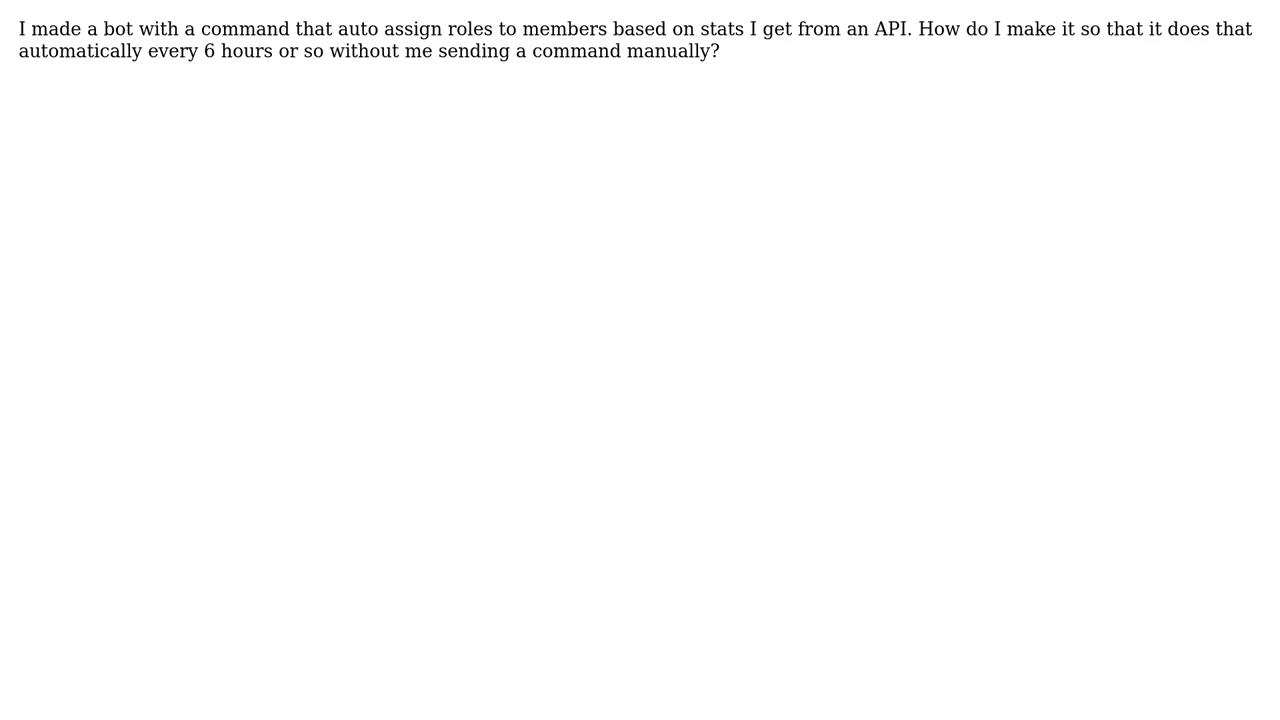 I made a bot with a command that auto assign roles to members based on stats I get from an API. How do I make it so that it does that
automatically every 6 hours or so without me sending a command manually?